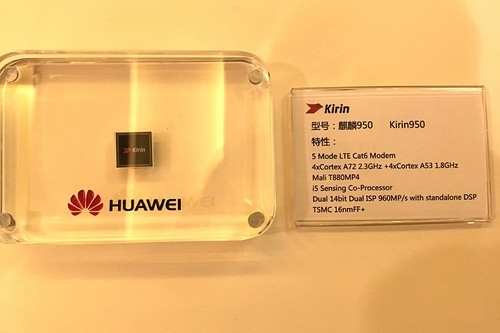 Kirin
HUAWEI
Kirin
型号：麒麟950 Kirin950
特性：
5 Mode LTE Cat6 Modem
4xCortex A72 2.3GHz +4xCortex A53 1.8GHz
Mali T880MP4
i5 Sensing Co-Processor
Dual 14bit Dual ISP 960MP/s with standalone DSP
TSMC 16nmFF+